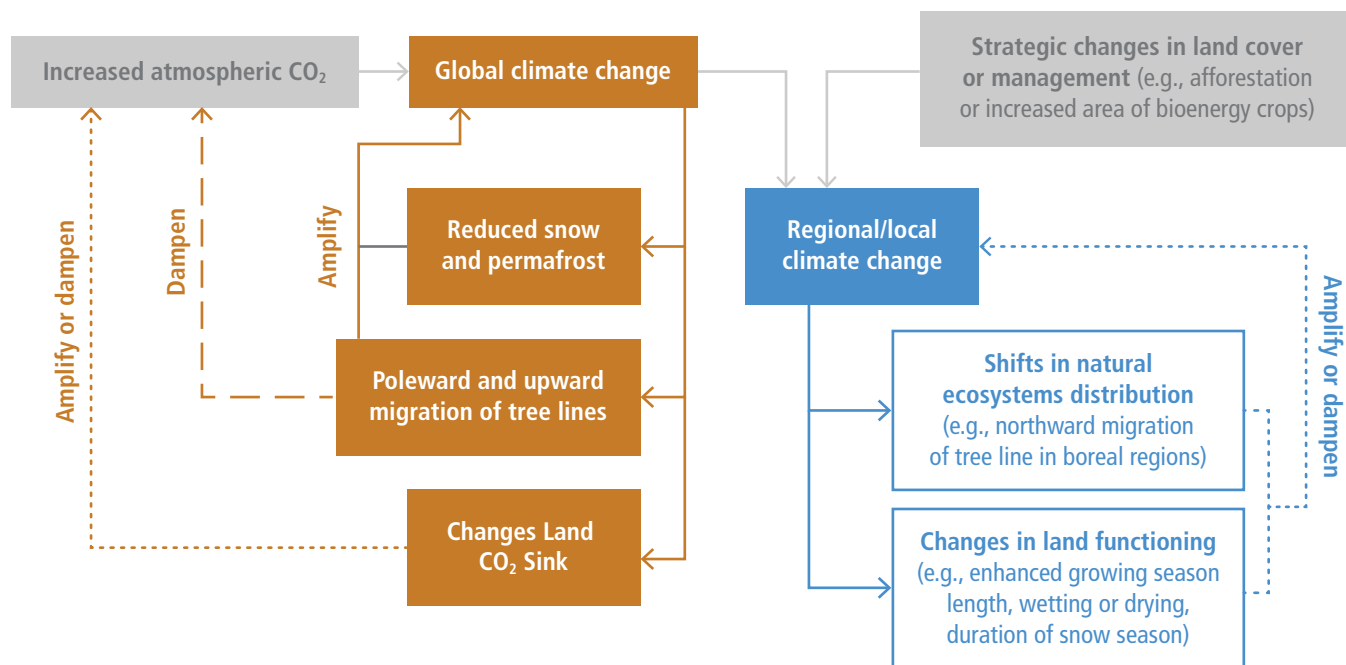 Increased atmospheric CO₂
Global climate change
Strategic changes in land cover
or management (e.g., afforestation
or increased area of bioenergy crops)
Amplify or dampen
Dampen
Amplify
Reduced snow
and permafrost
Poleward and upward
migration of tree lines
Changes Land
CO₂ Sink
Regional/local
climate change
Shifts in natural
ecosystems distribution
(e.g., northward migration
of tree line in boreal regions)
Changes in land functioning
(e.g., enhanced growing season
length, wetting or drying,
duration of snow season)
Amplify or dampen